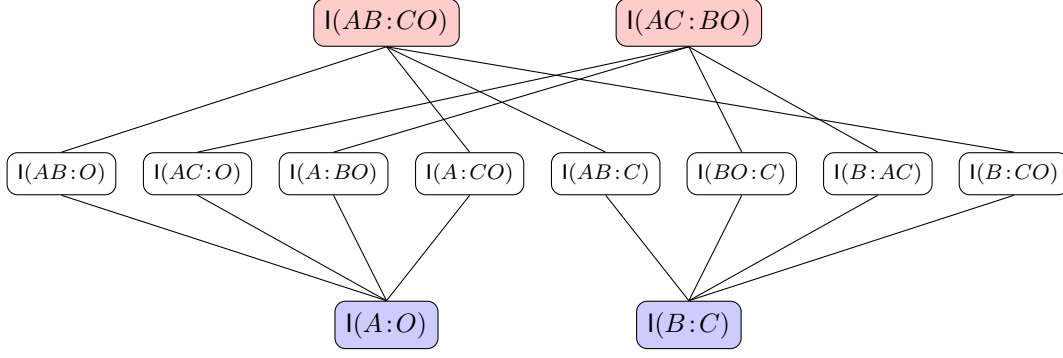 I(AB:CO) I(AC:BO)
I(AB:O) I(AC:O) I(A:BO) I(A:CO) I(AB:C) I(BO:C) I(B:AC) I(B:CO)
I(A:O) I(B:C)